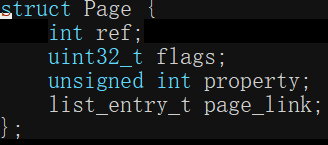 struct Page {
    int ref;
    uint32_t flags;
    unsigned int property;
    list_entry_t page_link;
};